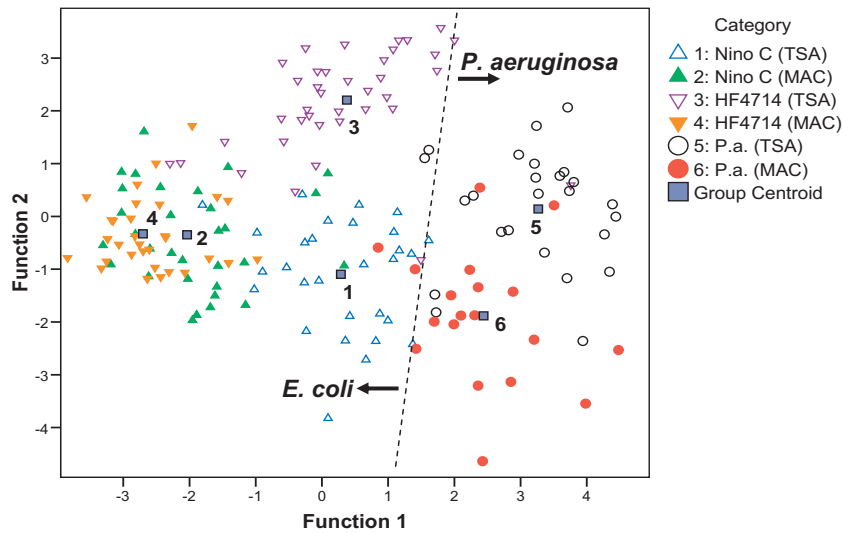 Category
1: Nino C (TSA)
2: Nino C (MAC)
3: HF4714 (TSA)
4: HF4714 (MAC)
5: P.a. (TSA)
6: P.a. (MAC)
Group Centroid
P. aeruginosa
E. coli
3
4
2
1
5
6
Function 2
3
2
1
0
-1
-2
-3
-4
-3
-2
-1
0
1
2
3
4
Function 1